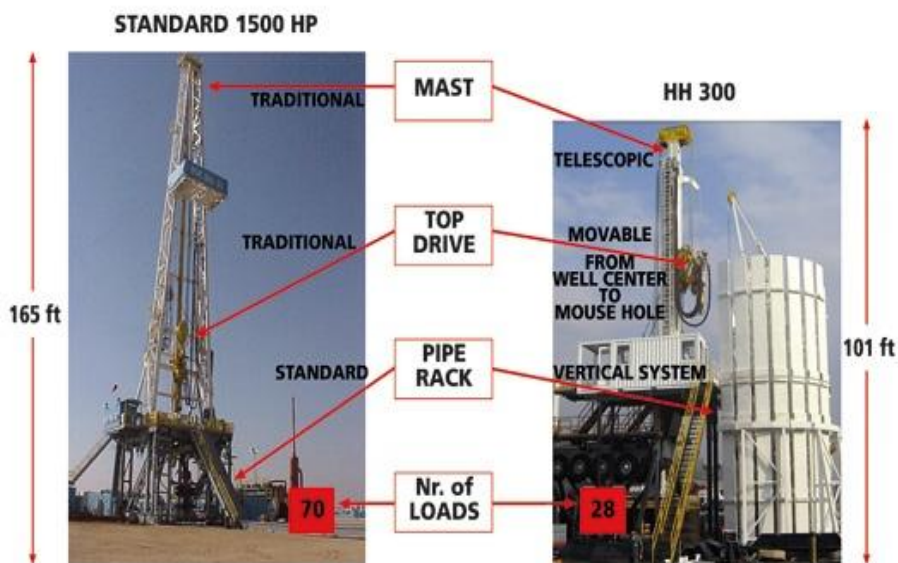 STANDARD 1500 HP
MAST
TRADITIONAL
HH 300
TELESCOPIC
TOP
DRIVE
TRADITIONAL
MOVABLE
FROM
WELL CENTER
TO
MOUSE HOLE
165 ft
101 ft
PIPE
RACK
STANDARD
VERTICAL SYSTEM
Nr. of
LOADS
70
28